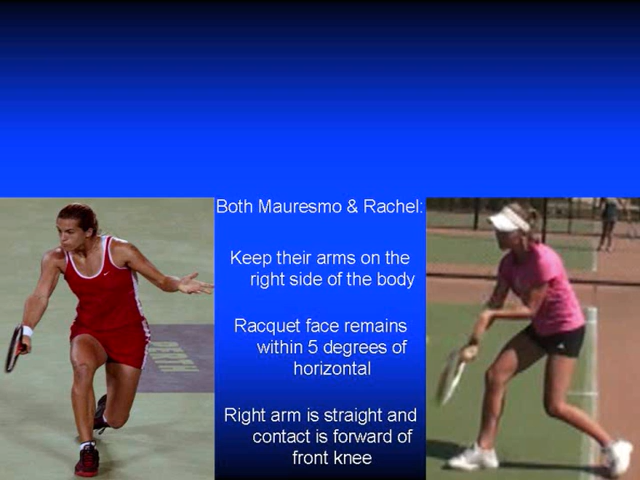 Both Mauresmo & Rachel:
Keep their arms on the
right side of the body
Racquet face remains
within 5 degrees of
horizontal
Right arm is straight and
contact is forward of
front knee